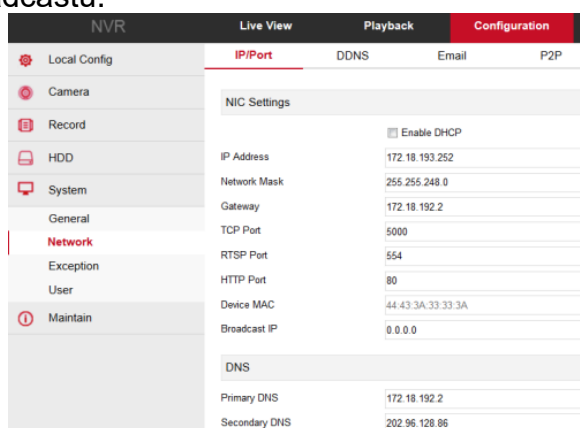 adcastu.
NVR Live View Playback Configuration
Local Config IP/Port DDNS Email P2P
Camera NIC Settings
Record Enable DHCP
HDD IP Address 172.18.193.252
System Network Mask 255.255.248.0
General Gateway 172.18.192.2
Network TCP Port 5000
Exception RTSP Port 554
User HTTP Port 80
Maintain Device MAC 44:43:3A:33:33:3A
Broadcast IP 0.0.0.0
DNS
Primary DNS 172.18.192.2
Secondary DNS 202.96.128.86